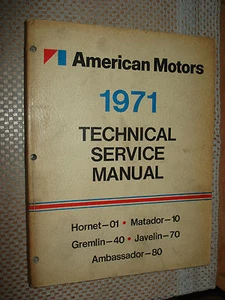 American Motors
1971
TECHNICAL
SERVICE
MANUAL
Hornet-01 • Matador-10
Gremlin-40 • Javelin-70
Ambassador-80